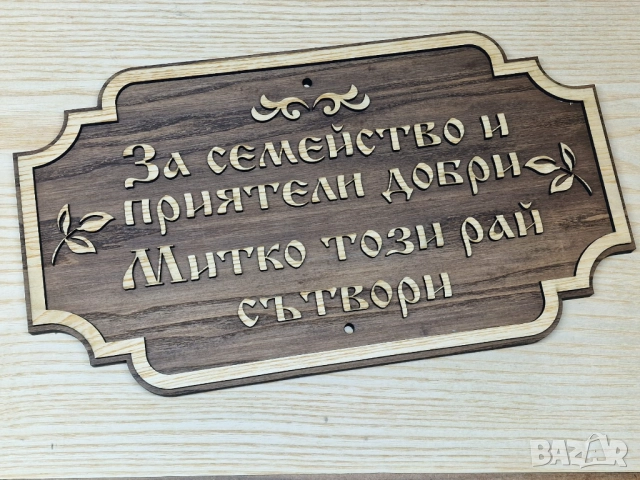 За семейство и
приятели добри
Митко този рай
сътвори
BAZAR